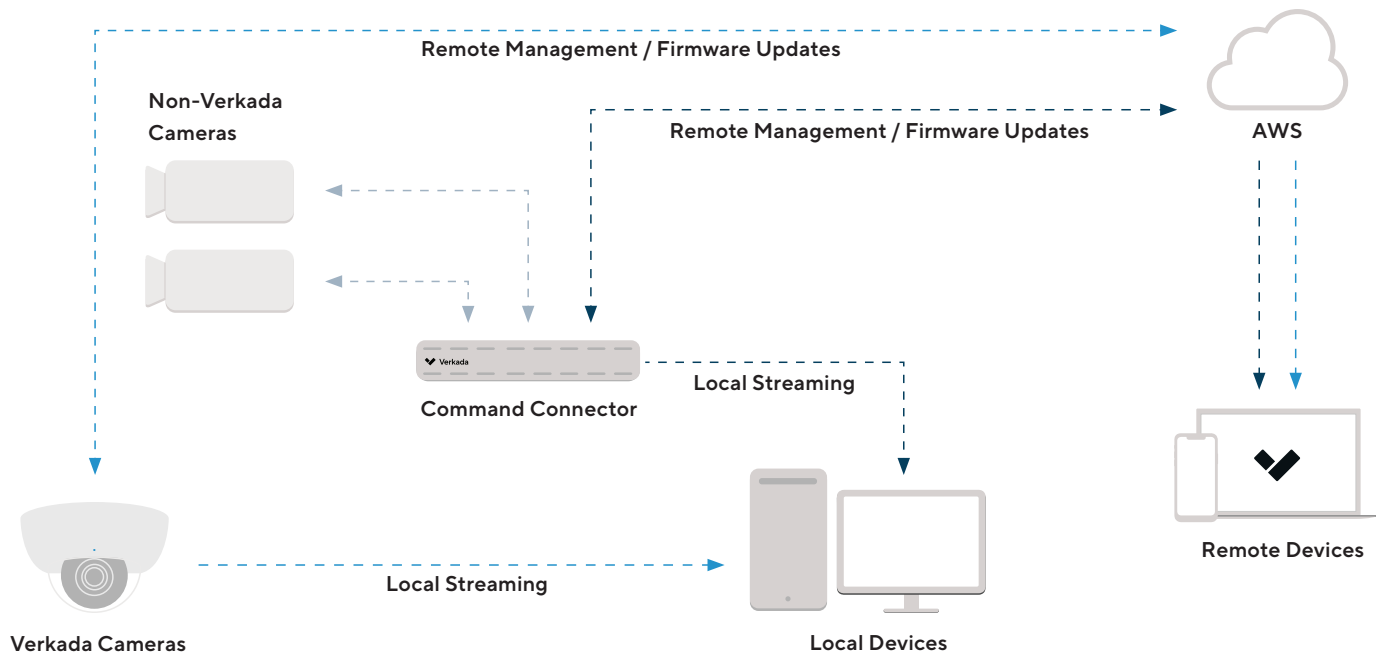 Remote Management / Firmware Updates
Non-Verkada
Cameras
Remote Management / Firmware Updates
AWS
Verkada
Local Streaming
Command Connector
Remote Devices
Local Streaming
Verkada Cameras
Local Devices